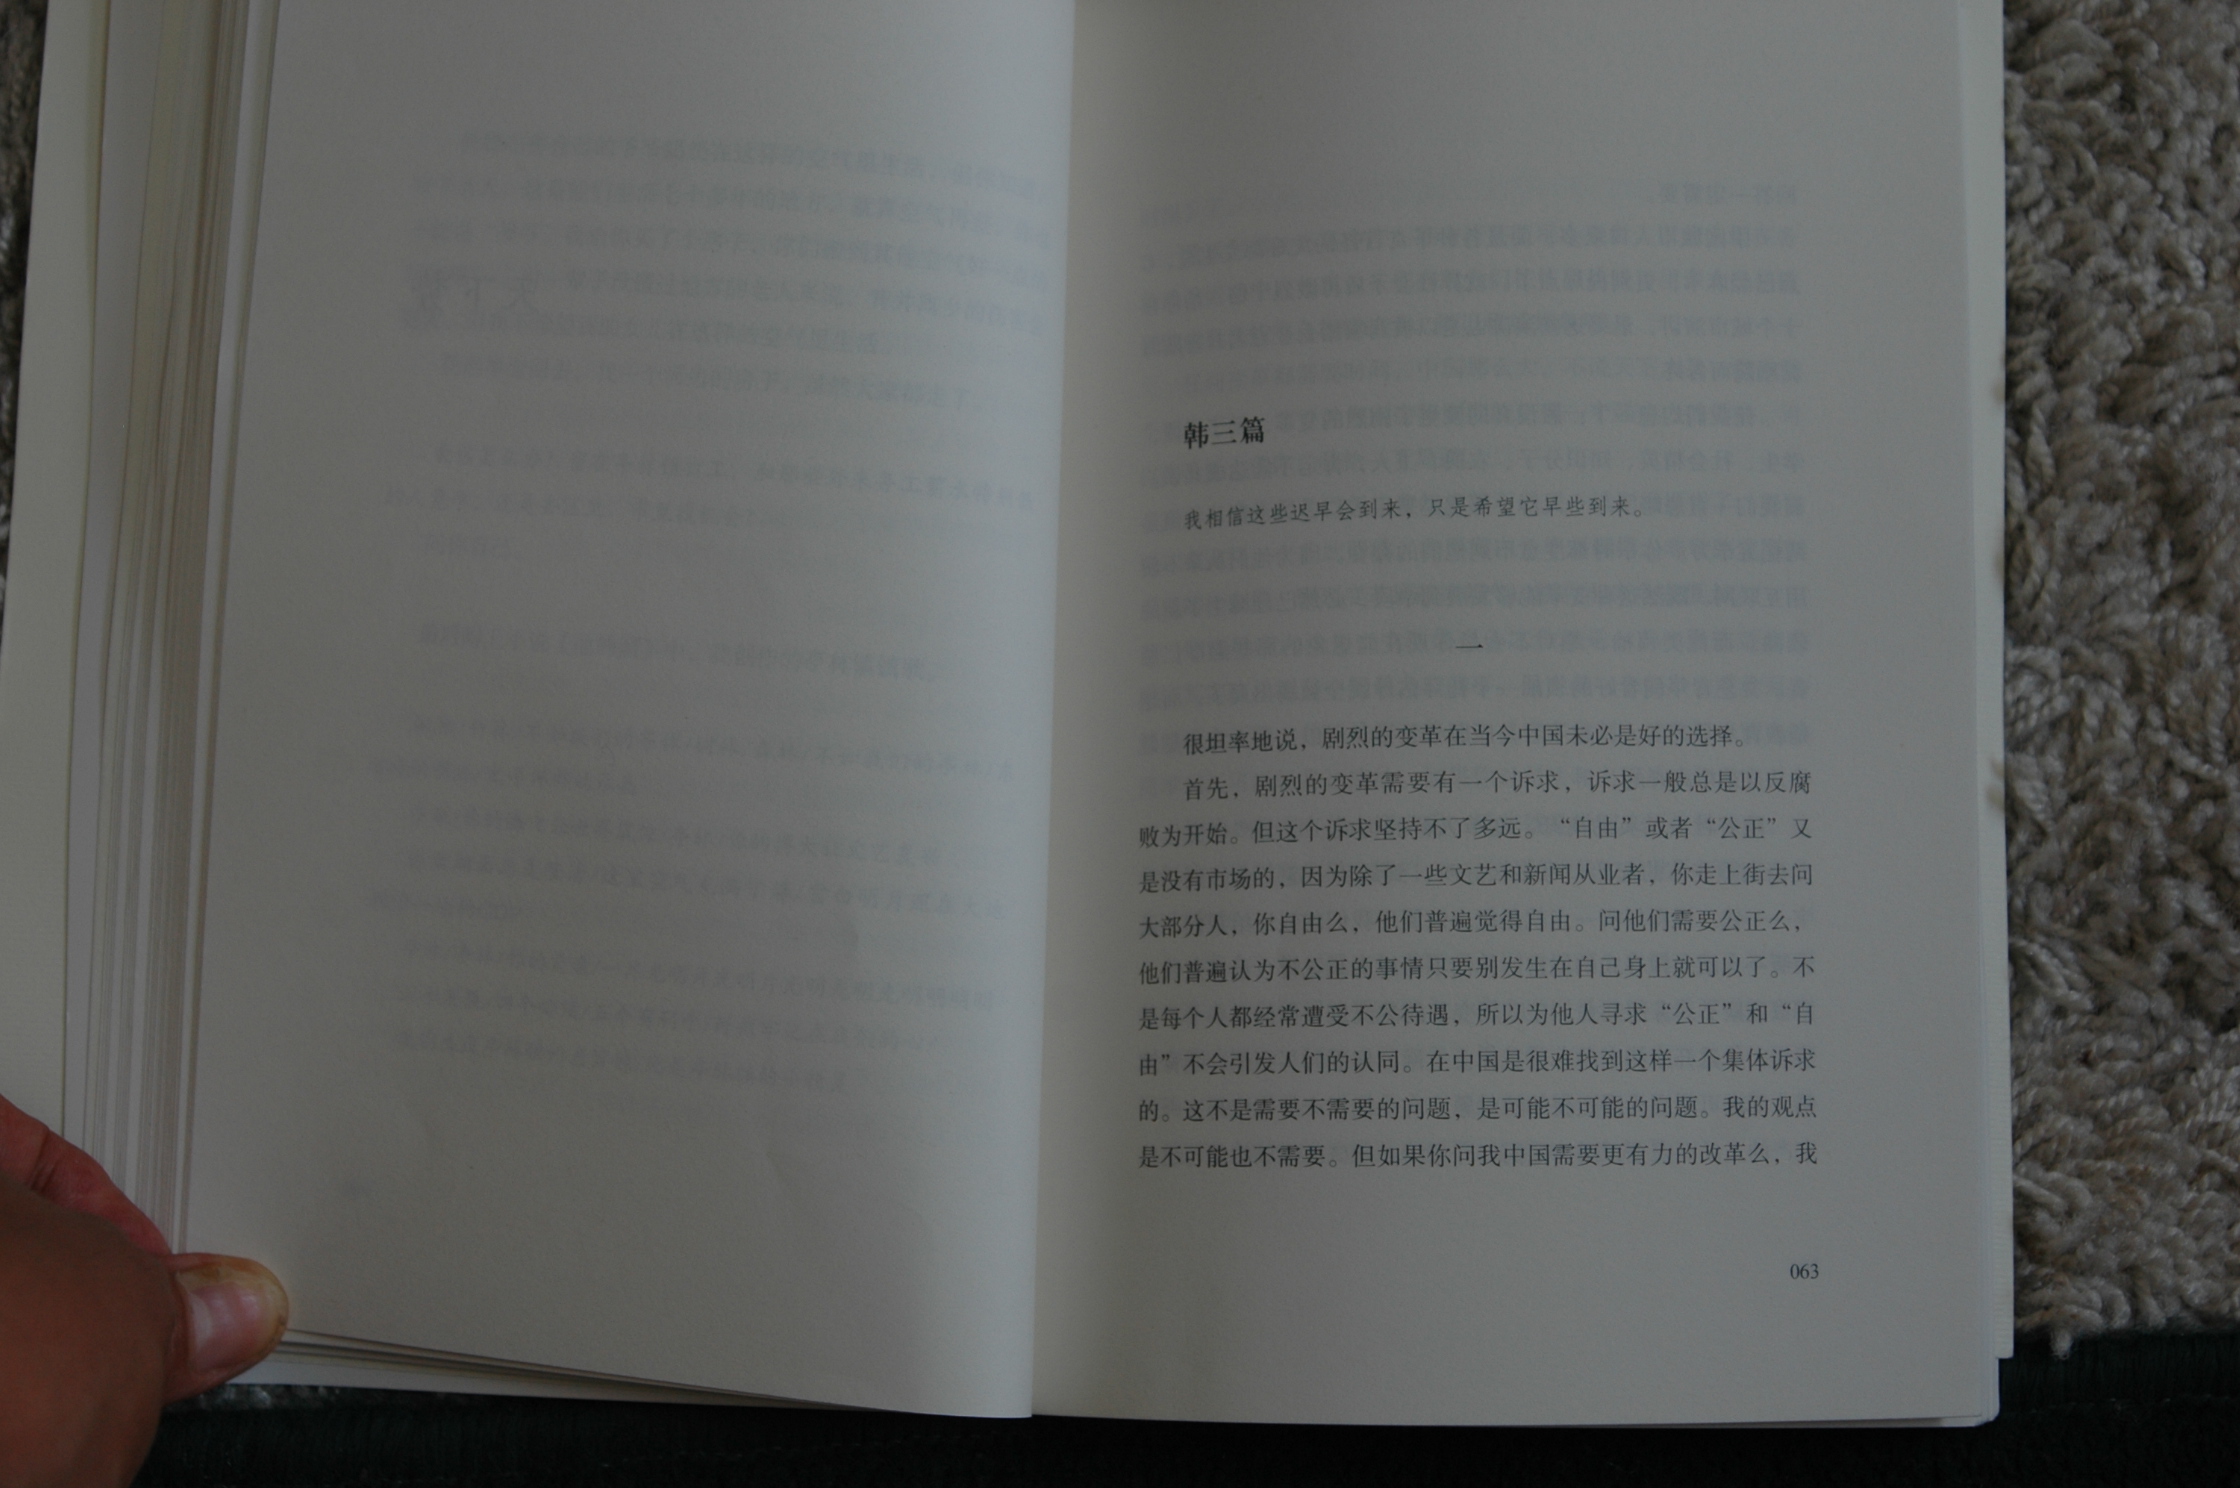 韩三篇
我相信这些迟早会到来，只是希望它早些到来。
一
很坦率地说，剧烈的变革在当今中国未必是好的选择。
首先，剧烈的变革需要有一个诉求，诉求一般总是以反腐
败为开始。但这个诉求坚持不了多远。“自由”或者“公正”又
是没有市场的，因为除了一些文艺和新闻从业者，你走上街去问
大部分人，你自由么，他们普遍觉得自由。问他们需要公正么，
他们普遍认为不公正的事情只要别发生在自己身上就可以了。不
是每个人都经常遭受不公待遇，所以为他人寻求“公正”和“自
由”不会引发人们的认同。在中国是很难找到这样一个集体诉求
的。这不是需要不需要的问题，是可能不可能的问题。我的观点
是不可能也不需要。但如果你问我中国需要更有力的改革么，我
063